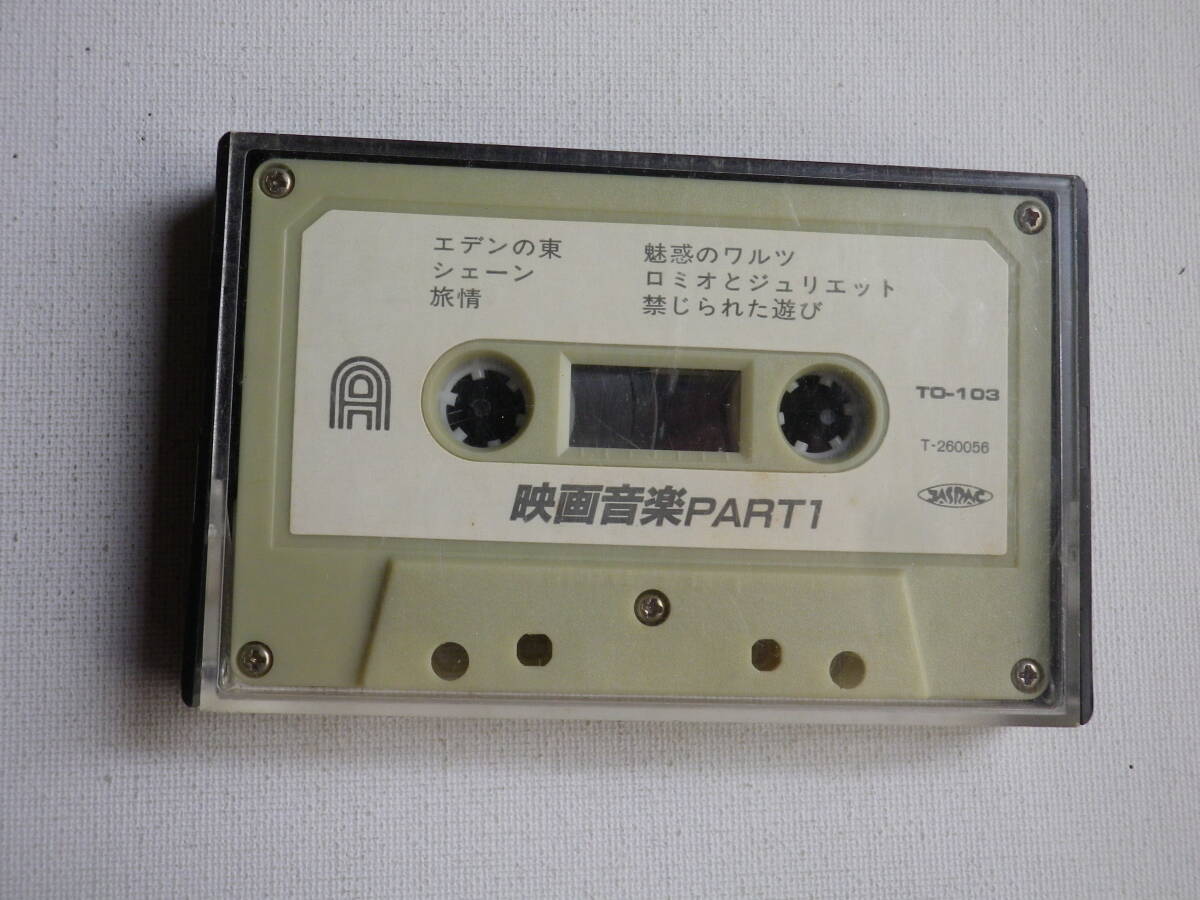 エデンの東
シェーン
旅情
魅惑のワルツ
ロミオとジュリエット
禁じられた遊び
A
TO-103
T-260056
JASRAC
映画音楽PART1